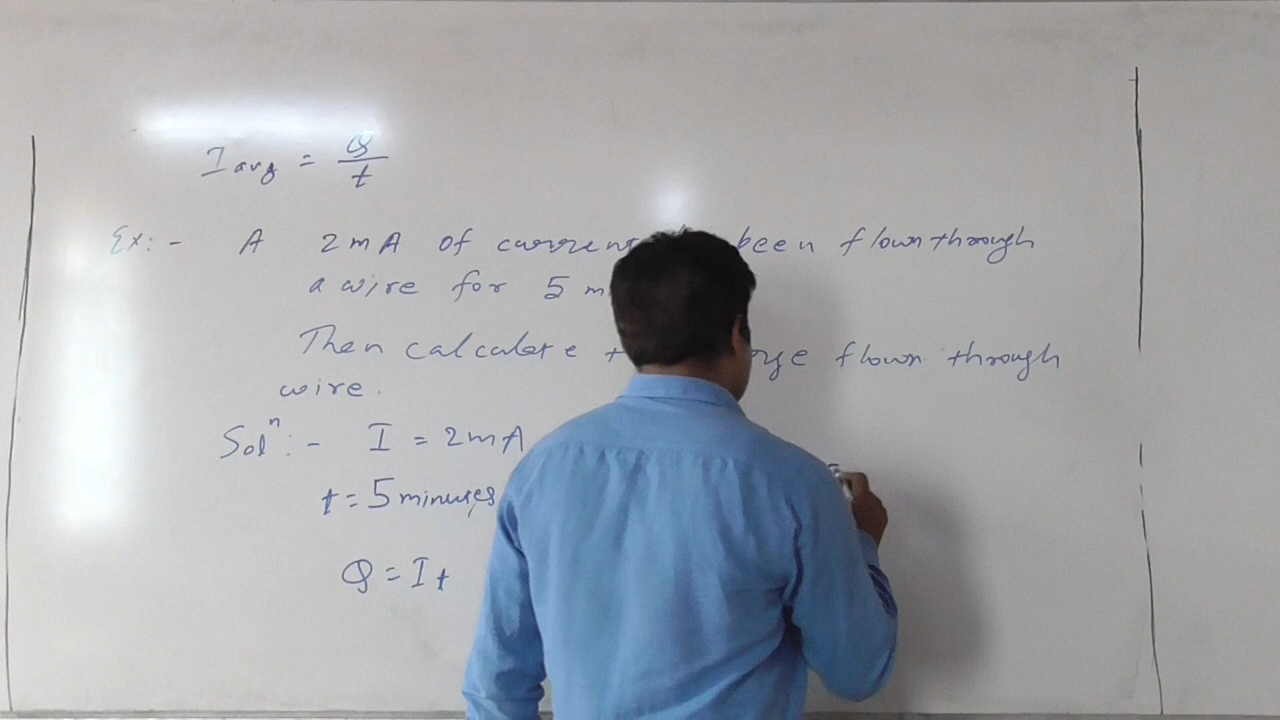 I avg = Q/t
Ex:- A 2mA of current been flown through
a wire for 5 m
Then calculate flown through
wire.
Solⁿ:- I = 2mA
t = 5 minutes
Q = It